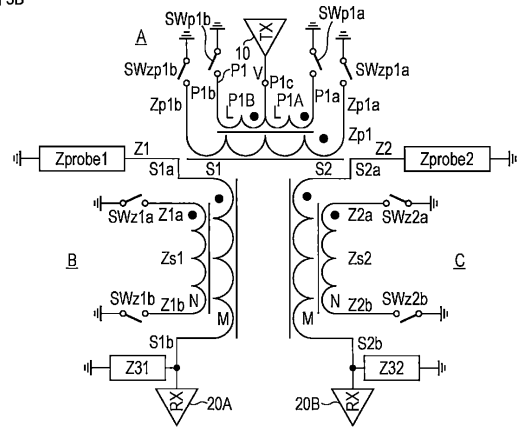 5B
A
SWp1b
10
TX
SWp1a
SWzp1b
P1
V
P1c
SWzp1a
P1b
P1B
P1A
P1a
Zp1b
L
L
Zp1a
Zp1
Zprobe1
Z1
Z2
Zprobe2
S1a
S1
S2
S2a
SWz1a
Z1a
Z2a
SWz2a
B
Zs1
Zs2
C
SWz1b
Z1b
N
N
Z2b
SWz2b
M
M
S1b
S2b
Z31
Z32
RX
20A
20B
RX